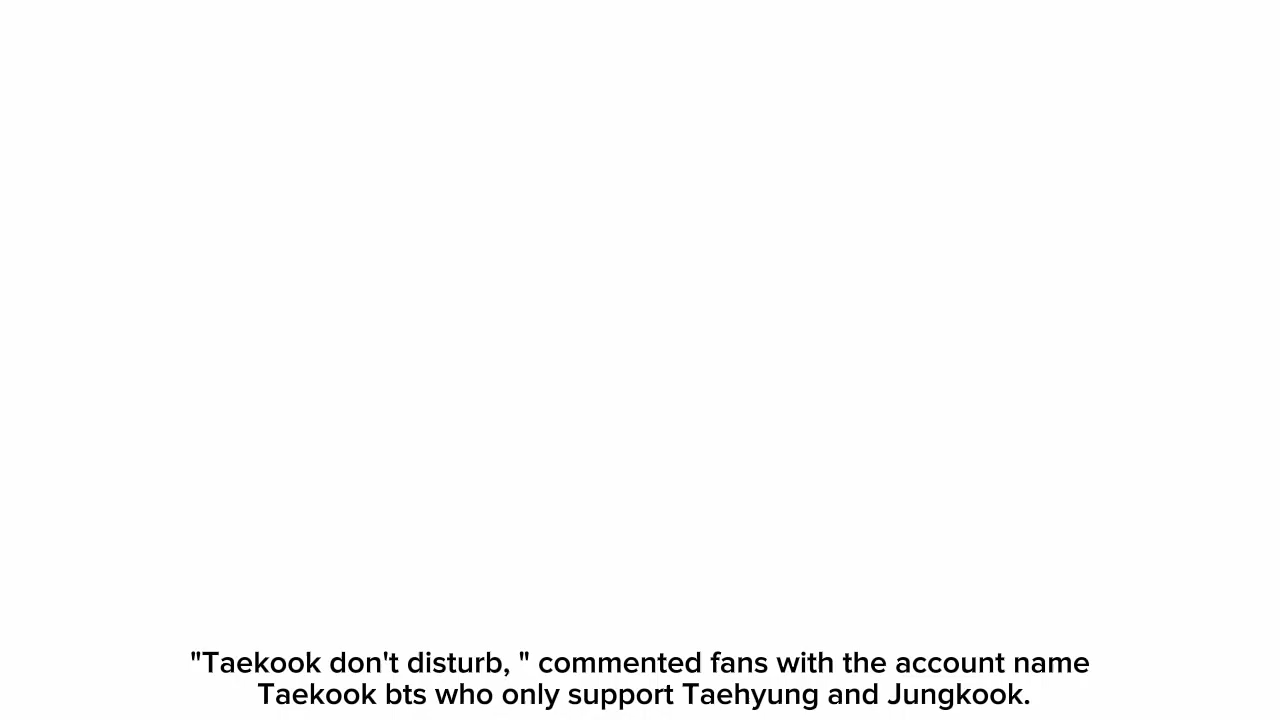 "Taekook don't disturb, " commented fans with the account name
Taekook bts who only support Taehyung and Jungkook.